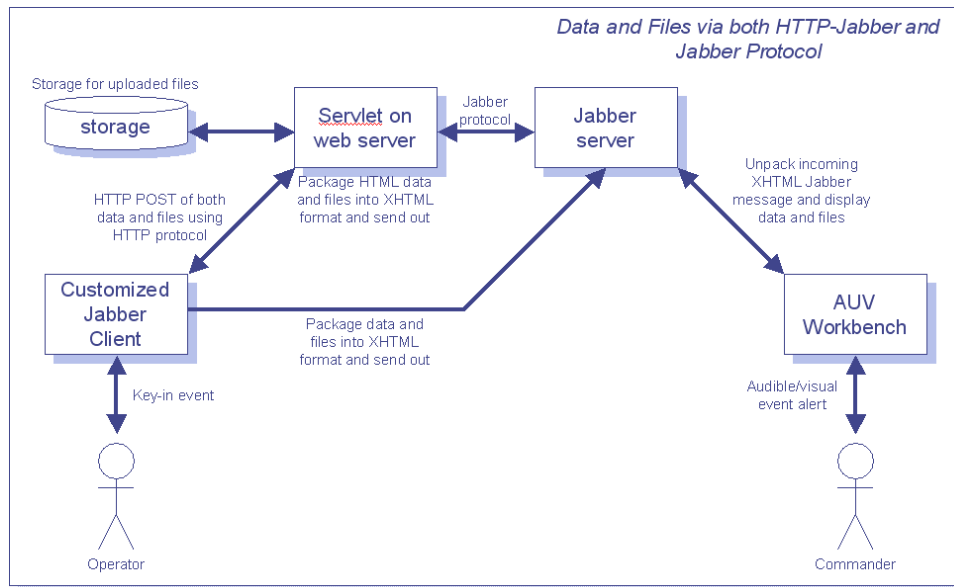 Data and Files via both HTTP-Jabber and
Jabber Protocol
Storage for uploaded files
storage
Servlet on
web server
Jabber
protocol
Jabber
server
HTTP POST of both
data and files using
HTTP protocol
Package HTML data
and files into XHTML
format and send out
Unpack incoming
XHTML Jabber
message and display
data and files
Customized
Jabber
Client
Package data and
files into XHTML
format and send out
AUV
Workbench
Key-in event
Audible/visual
event alert
Operator
Commander